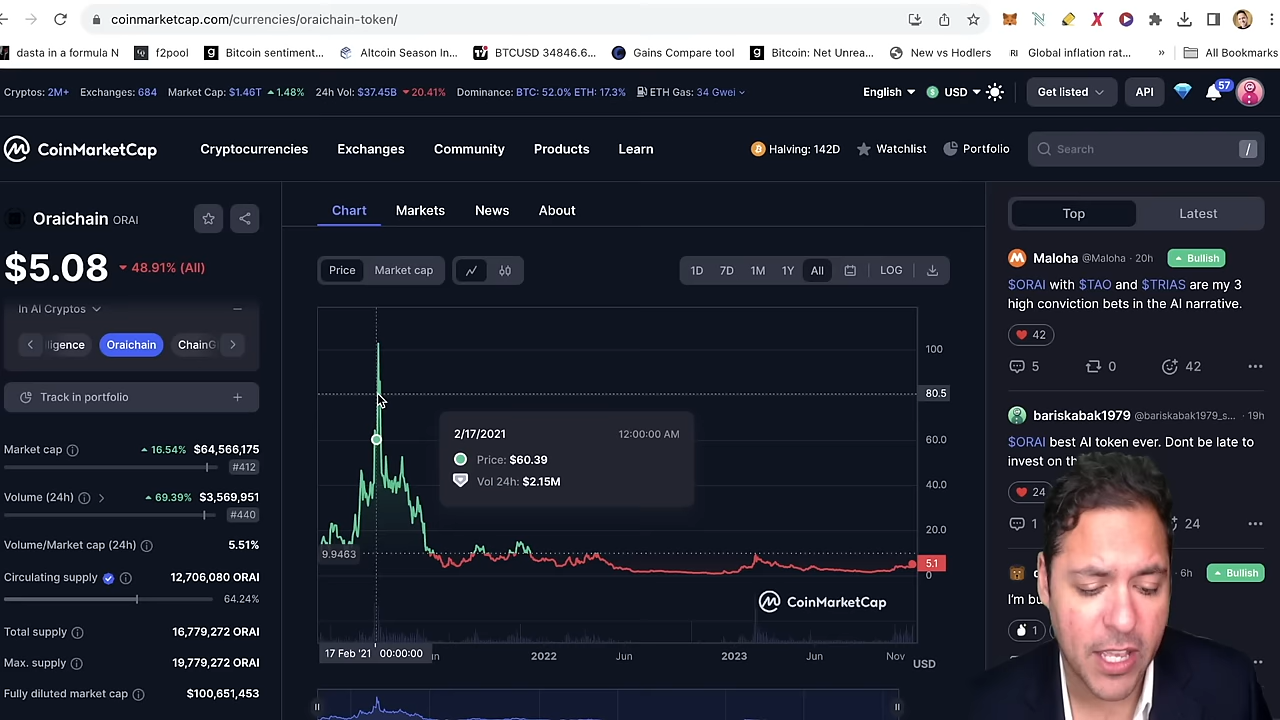 coinmarketcap.com/currencies/oraichain-token/
dasta in a formula N
f2pool
Bitcoin sentiment...
Altcoin Season In...
BTCUSD 34846.6...
Gains Compare tool
Bitcoin: Net Unrea...
New vs Hodlers
RI Global inflation rat...
»
All Bookmarks
Cryptos: 2M+ Exchanges: 684 Market Cap: $1.46T 1.48% 24h Vol: $37.45B 20.41% Dominance: BTC: 52.0% ETH: 17.3% ETH Gas: 34 Gwei
English
USD
Get listed
API
57
CoinMarketCap
Cryptocurrencies
Exchanges
Community
Products
Learn
Halving: 142D
Watchlist
Portfolio
Search
/
Oraichain ORAI
$5.08 48.91% (All)
In AI Cryptos
ligence
Oraichain
ChainG
Track in portfolio +
Market cap 16.54% $64,566,175
#412
Volume (24h) 69.39% $3,569,951
#440
Volume/Market cap (24h) 5.51%
Circulating supply 12,706,080 ORAI
64.24%
Total supply 16,779,272 ORAI
Max. supply 19,779,272 ORAI
Fully diluted market cap $100,651,453
Chart
Markets
News
About
Price
Market cap
1D
7D
1M
1Y
All
LOG
100
80.5
60.0
40.0
20.0
5.1
0
9.9463
2/17/2021 12:00:00 AM
Price: $60.39
Vol 24h: $2.15M
CoinMarketCap
17 Feb '21 00:00:00
un
2022
Jun
2023
Jun
Nov
USD
Top
Latest
Maloha @Maloha · 20h
Bullish
$ORAI with $TAO and $TRIAS are my 3
high conviction bets in the AI narrative.
42
5
0
42
bariskabak1979 @bariskabak1979_s... · 19h
$ORAI best AI token ever. Dont be late to
invest on th
24
1
24
6h
Bullish
I'm bu
1